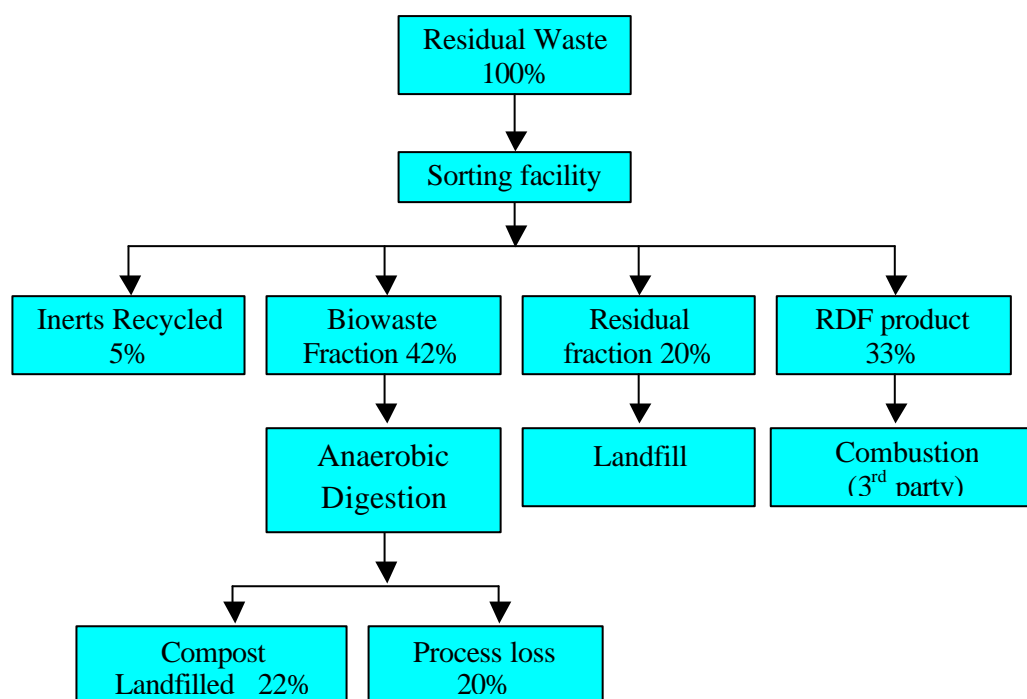 Residual Waste
100%
Sorting facility
Inerts Recycled
5%
Biowaste
Fraction 42%
Residual
fraction 20%
RDF product
33%
Anaerobic
Digestion
Landfill
Combustion
(3rd party)
Compost
Landfilled 22%
Process loss
20%